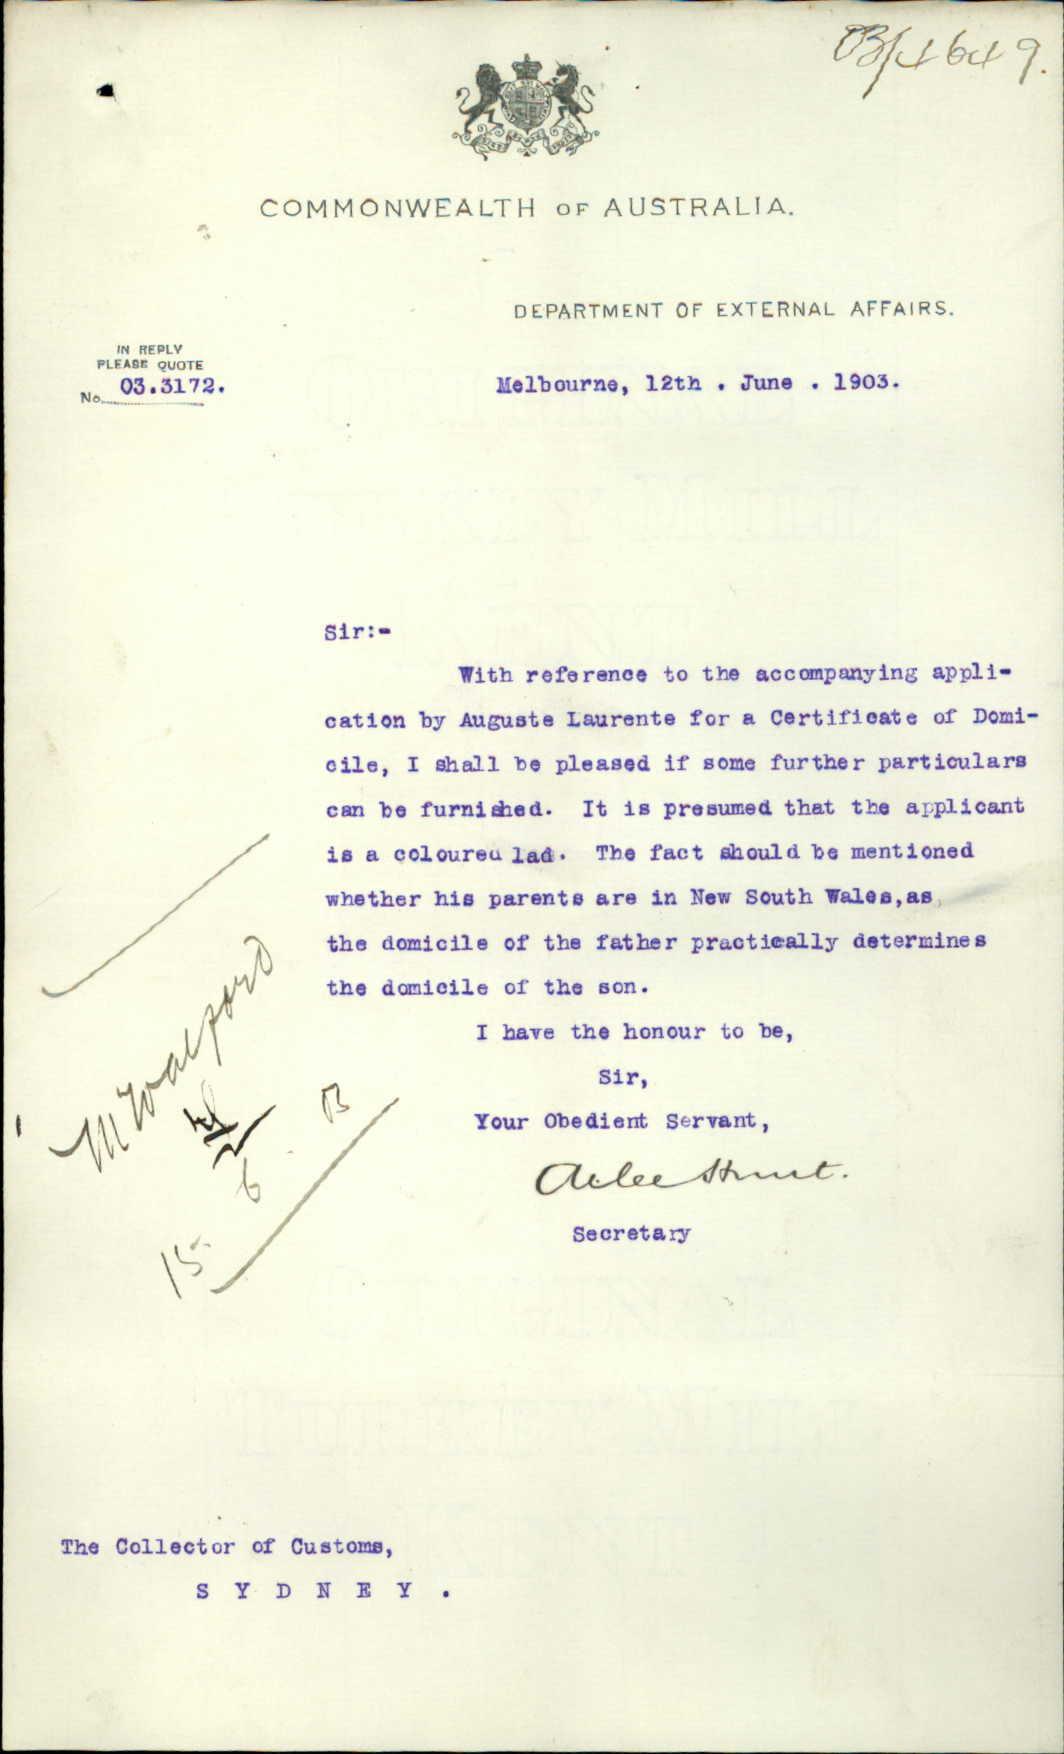 COMMONWEALTH OF AUSTRALIA.
DEPARTMENT OF EXTERNAL AFFAIRS.
IN REPLY
PLEASE QUOTE
No. 03.3172.
Melbourne, 12th . June . 1903.
Sir:-
With reference to the accompanying appli-
cation by Auguste Laurente for a Certificate of Domi-
cile, I shall be pleased if some further particulars
can be furnished. It is presumed that the applicant
is a coloured lad. The fact should be mentioned
whether his parents are in New South Wales,as
the domicile of the father practically determines
the domicile of the son.
I have the honour to be,
Sir,
Your Obedient Servant,
Atlee Hunt.
Secretary
Mr Walford
B
15
6
The Collector of Customs,
S Y D N E Y .